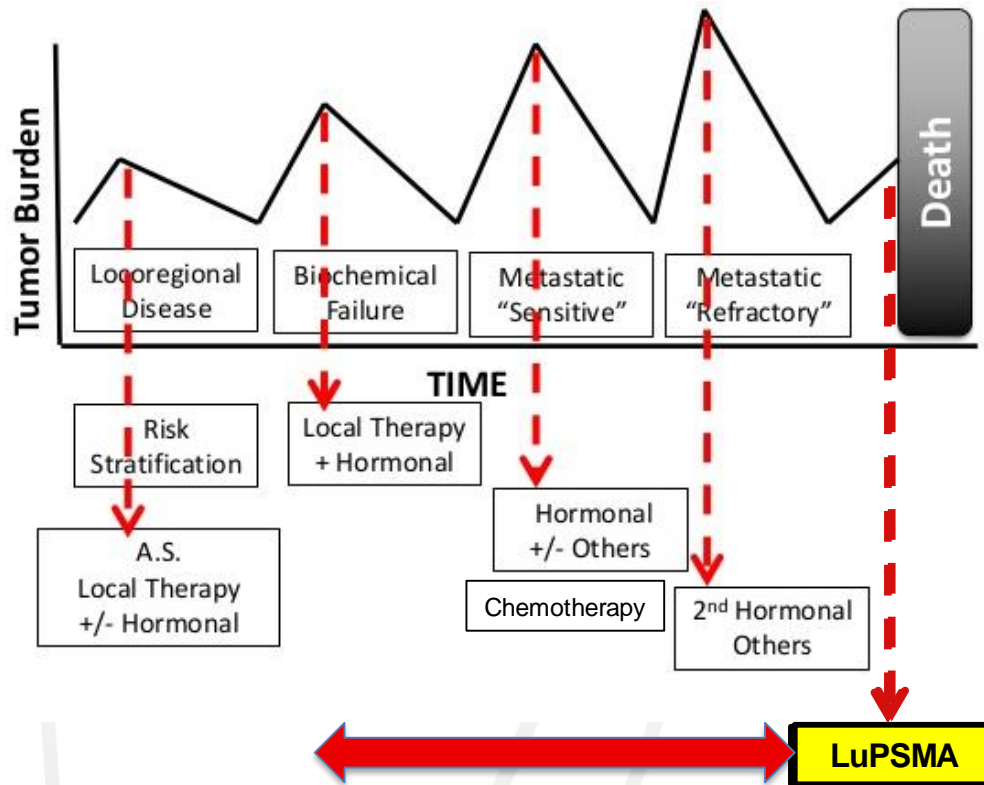 Tumor Burden
Death
Locoregional
Disease
Biochemical
Failure
Metastatic
“Sensitive”
Metastatic
“Refractory”
TIME
Risk
Stratification
Local Therapy
+ Hormonal
A.S.
Local Therapy
+/- Hormonal
Hormonal
+/- Others
Chemotherapy
2nd Hormonal
Others
LuPSMA